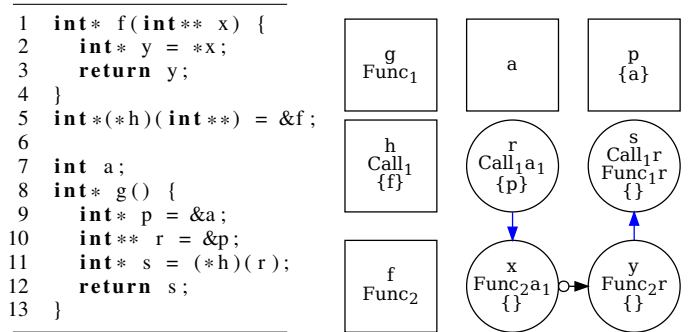 1 int* f(int** x) {
2 int* y = *x;
3 return y;
4 }
5 int*(*h)(int**) = &f;
6
7 int a;
8 int* g() {
9 int* p = &a;
10 int** r = &p;
11 int* s = (*h)(r);
12 return s;
13 }
g
Func₁
a
p
{a}
h
Call₁
{f}
r
Call₁a₁
{p}
s
Call₁r
Func₁r
{}
f
Func₂
x
Func₂a₁
{}
y
Func₂r
{}